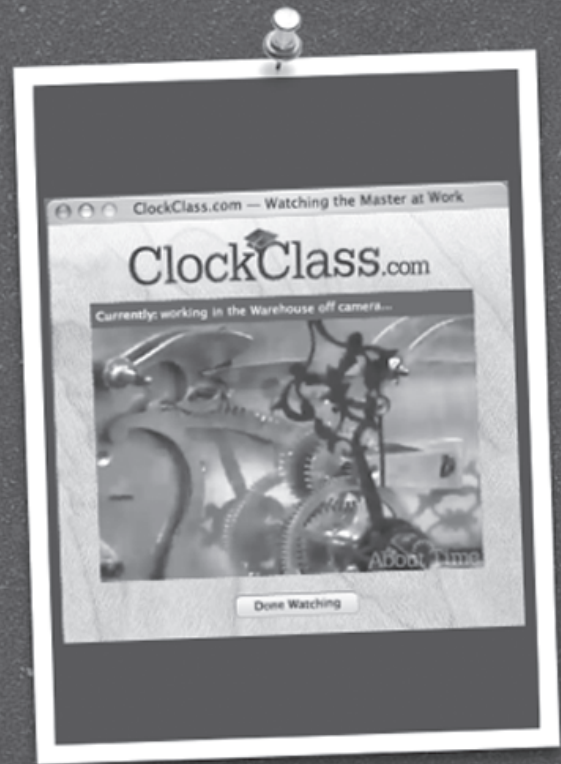 ClockClass.com — Watching the Master at Work
ClockClass.com
Currently: working in the Warehouse off camera...
About Time
Done Watching